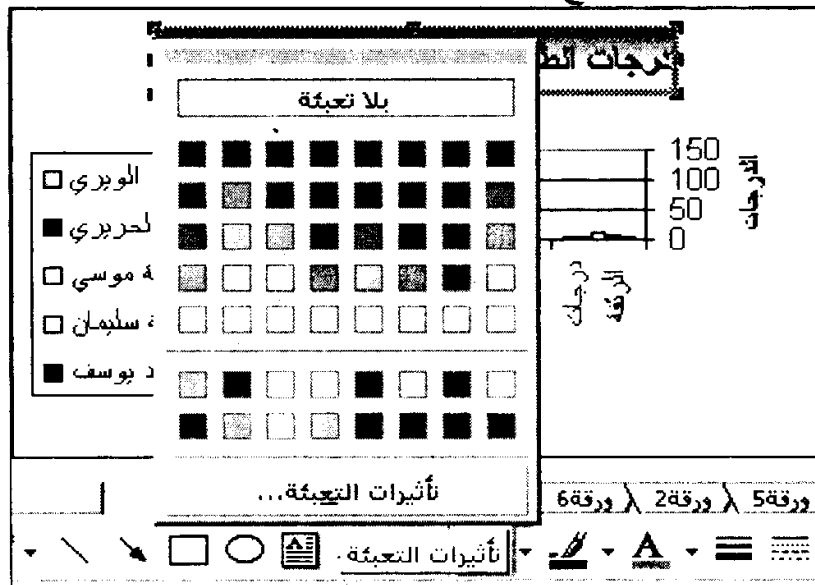 درجات الط
بلا تعبئة
150
100
50
0
الدرجات
درجات
الرفقة
الوبري
لحريري
ة موسي
ة سليمان
د يوسف
تأثيرات التعبئة...
ورقة5
ورقة2
ورقة6
تأثيرات التعبئة
A